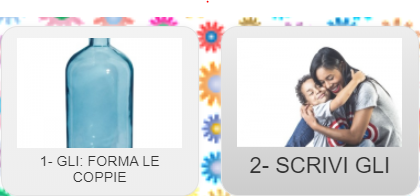 1- GLI: FORMA LE
COPPIE
2- SCRIVI GLI